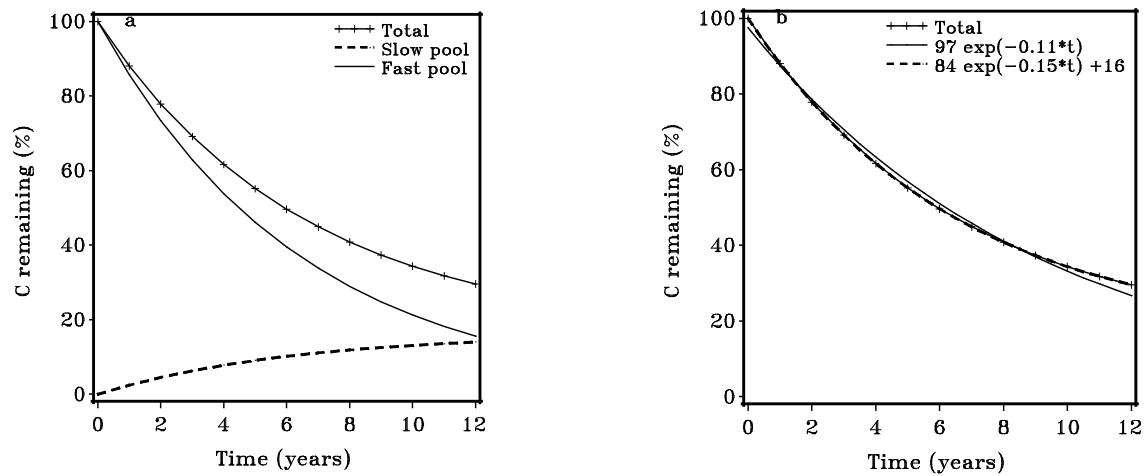 a
Total
Slow pool
Fast pool
100
80
60
40
20
0
C remaining (%)
0 2 4 6 8 10 12
Time (years)
b
Total
97 exp(−0.11*t)
84 exp(−0.15*t) +16
100
80
60
40
20
0
C remaining (%)
0 2 4 6 8 10 12
Time (years)